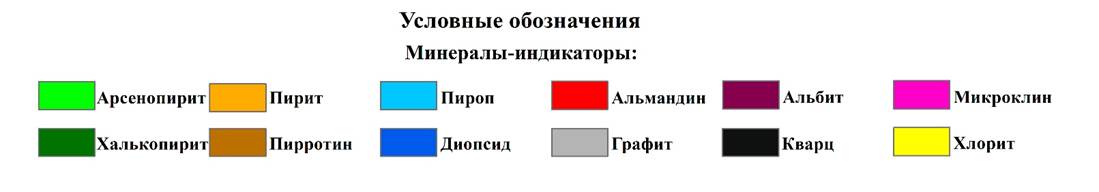 Условные обозначения
Минералы-индикаторы:
Арсенопирит Пирит Пироп Альмандин Альбит Микроклин
Халькопирит Пирротин Диопсид Графит Кварц Хлорит